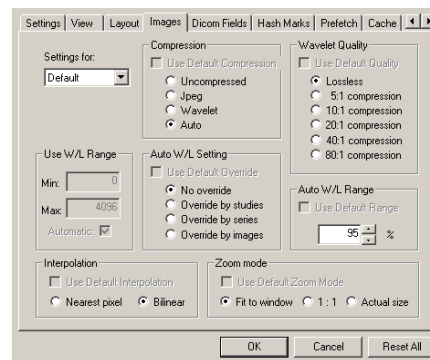 Settings View Layout Images Dicom Fields Hash Marks Prefetch Cache
Settings for:
Default
Compression
Use Default Compression
Uncompressed
Jpeg
Wavelet
Auto
Wavelet Quality
Use Default Quality
Lossless
5:1 compression
10:1 compression
20:1 compression
40:1 compression
80:1 compression
Use W/L Range
Min: 0
Max: 4096
Automatic:
Auto W/L Setting
Use Default Override
No override
Override by studies
Override by series
Override by images
Auto W/L Range
Use Default Range
95 %
Interpolation
Use Default Interpolation
Nearest pixel Bilinear
Zoom mode
Use Default Zoom Mode
Fit to window 1 : 1 Actual size
OK Cancel Reset All